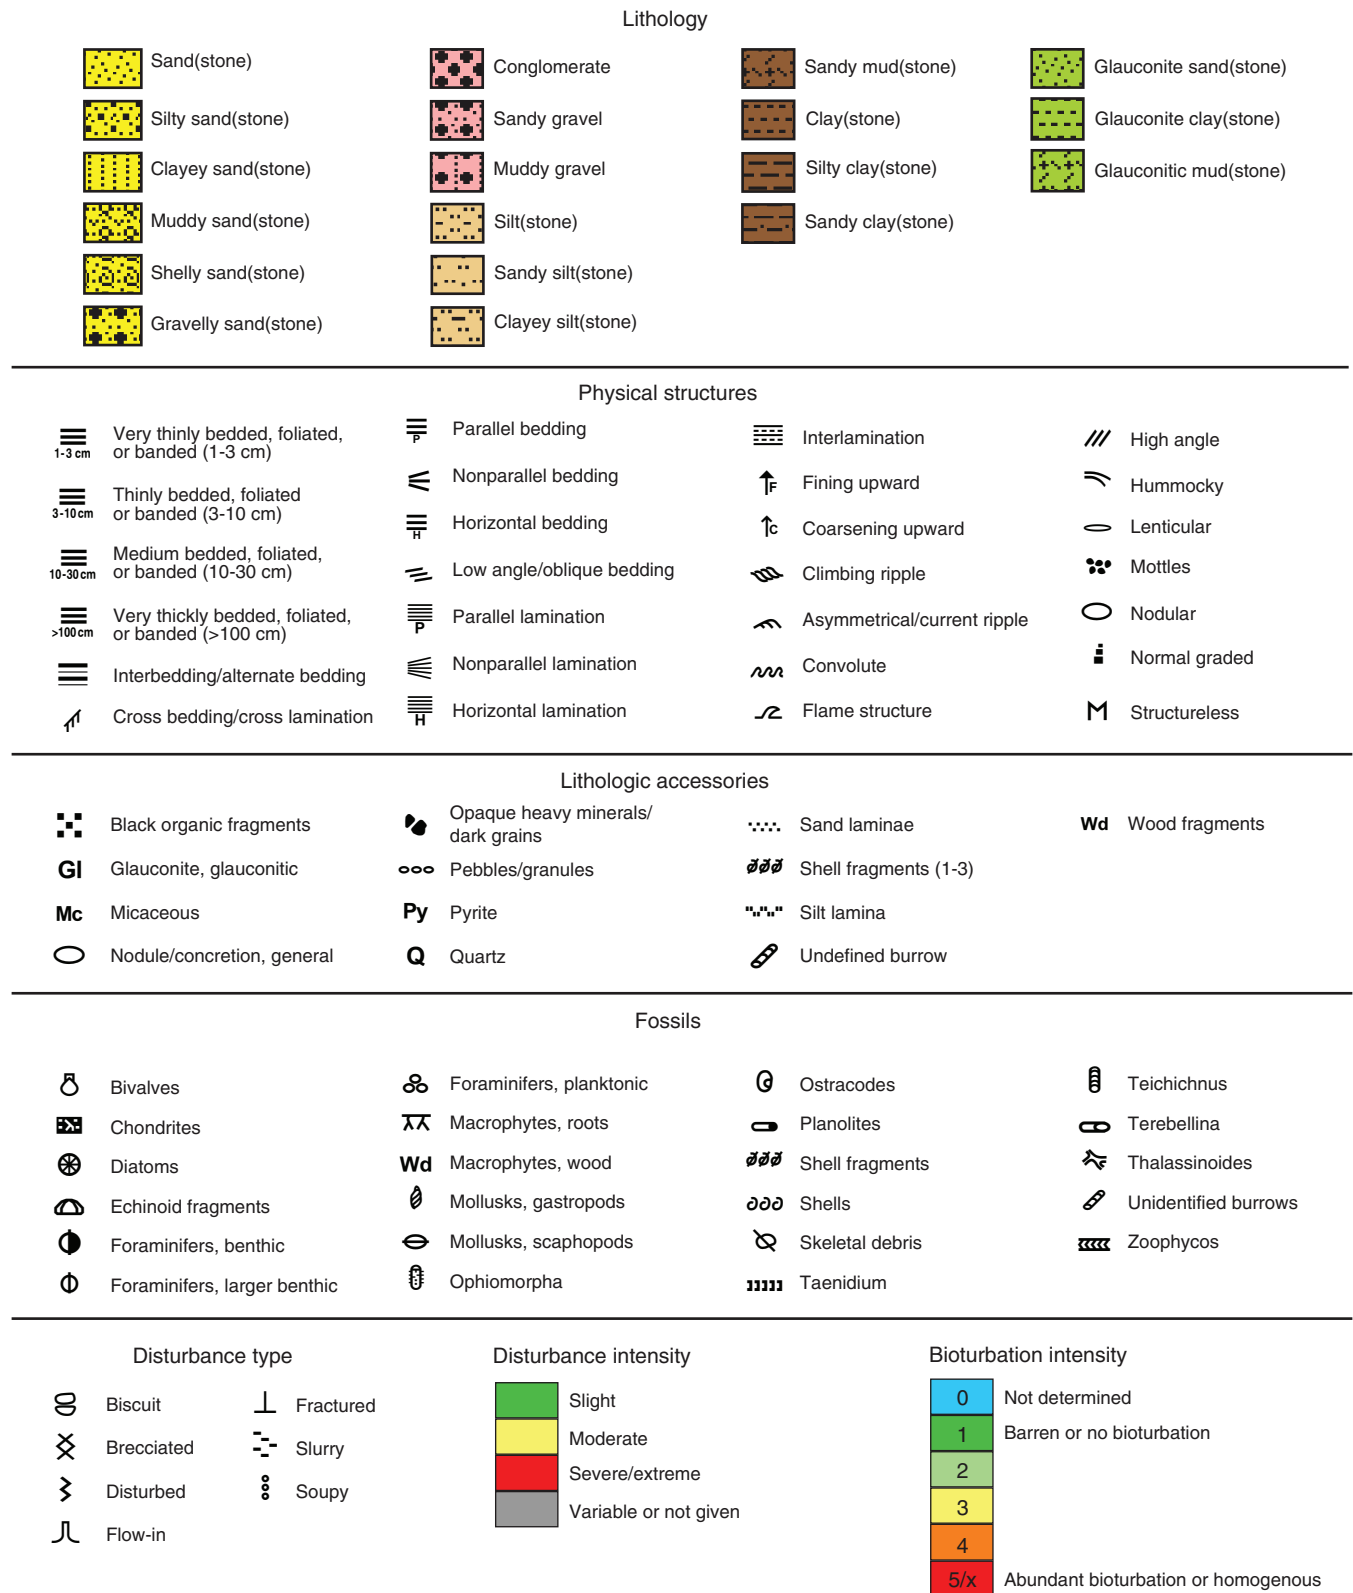 Lithology
Sand(stone)
Silty sand(stone)
Clayey sand(stone)
Muddy sand(stone)
Shelly sand(stone)
Gravelly sand(stone)
Conglomerate
Sandy gravel
Muddy gravel
Silt(stone)
Sandy silt(stone)
Clayey silt(stone)
Sandy mud(stone)
Clay(stone)
Silty clay(stone)
Sandy clay(stone)
Glauconite sand(stone)
Glauconite clay(stone)
Glauconitic mud(stone)
Physical structures
1-3 cm
Very thinly bedded, foliated,
or banded (1-3 cm)
3-10 cm
Thinly bedded, foliated
or banded (3-10 cm)
10-30 cm
Medium bedded, foliated,
or banded (10-30 cm)
>100 cm
Very thickly bedded, foliated,
or banded (>100 cm)
Interbedding/alternate bedding
Cross bedding/cross lamination
P Parallel bedding
Nonparallel bedding
H Horizontal bedding
Low angle/oblique bedding
P Parallel lamination
Nonparallel lamination
H Horizontal lamination
Interlamination
F Fining upward
C Coarsening upward
Climbing ripple
Asymmetrical/current ripple
Convolute
Flame structure
High angle
Hummocky
Lenticular
Mottles
Nodular
Normal graded
M Structureless
Lithologic accessories
Black organic fragments
Gl Glauconite, glauconitic
Mc Micaceous
Nodule/concretion, general
Opaque heavy minerals/
dark grains
Pebbles/granules
Py Pyrite
Q Quartz
Sand laminae
Shell fragments (1-3)
Silt lamina
Undefined burrow
Wd Wood fragments
Fossils
Bivalves
Chondrites
Diatoms
Echinoid fragments
Foraminifers, benthic
Foraminifers, larger benthic
Foraminifers, planktonic
Macrophytes, roots
Wd Macrophytes, wood
Mollusks, gastropods
Mollusks, scaphopods
Ophiomorpha
Ostracodes
Planolites
Shell fragments
Shells
Skeletal debris
Taenidium
Teichichnus
Terebellina
Thalassinoides
Unidentified burrows
Zoophycos
Disturbance type
Biscuit
Brecciated
Disturbed
Flow-in
Fractured
Slurry
Soupy
Disturbance intensity
Slight
Moderate
Severe/extreme
Variable or not given
Bioturbation intensity
0 Not determined
1 Barren or no bioturbation
2
3
4
5/x Abundant bioturbation or homogenous